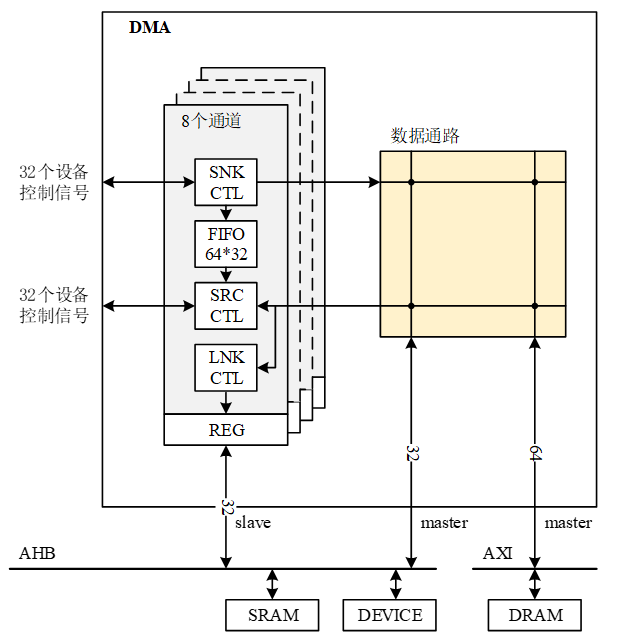 DMA
8个通道
数据通路
32个设备
控制信号
SNK
CTL
FIFO
64*32
32个设备
控制信号
SRC
CTL
LNK
CTL
REG
32
64
32
slave
master
master
AHB
AXI
SRAM
DEVICE
DRAM